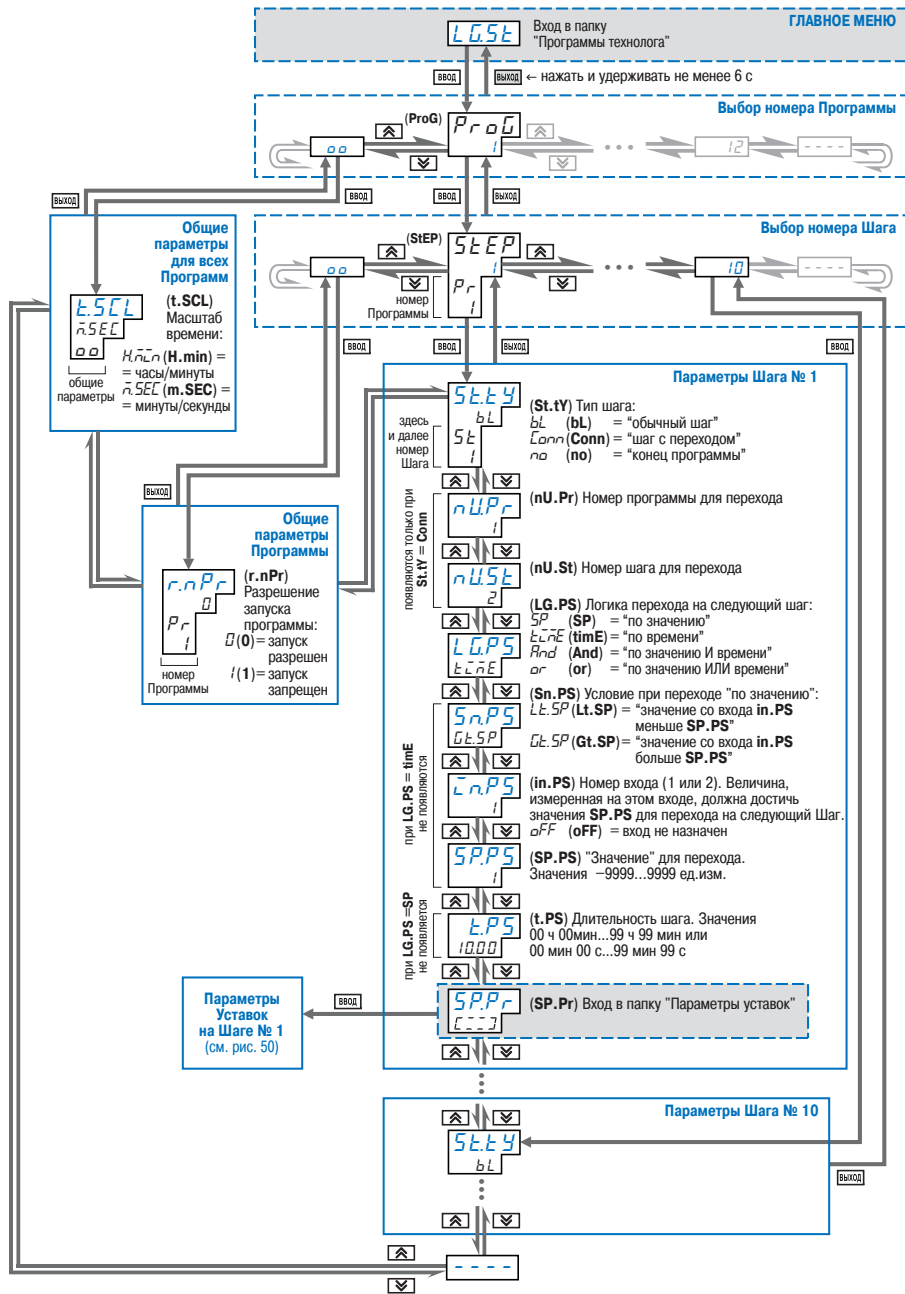 ГЛАВНОЕ МЕНЮ
LG.St
Вход в папку
"Программы технолога"
ВВОД
ВЫХОД ← нажать и удерживать не менее 6 с
Выбор номера Программы
(ProG)
ProG
1
oo
12
- - - -
ВЫХОД
ВВОД
ВВОД
ВЫХОД
Выбор номера Шага
(StEP)
StEP
1
Pr
1
oo
10
- - - -
номер
Программы
Общие
параметры
для всех
Программ
t.SCL
m.SEC
oo
(t.SCL)
Масштаб
времени:
H.min (H.min) =
= часы/минуты
m.SEC (m.SEC) =
= минуты/секунды
общие
параметры
ВВОД
ВВОД
ВЫХОД
ВВОД
Параметры Шага № 1
St.tY
bL
St
1
здесь
и далее
номер
Шага
(St.tY) Тип шага:
bL (bL) = “обычный шаг”
Conn (Conn) = “шаг с переходом”
no (no) = “конец программы”
появляются только при
St.tY = Conn
nU.Pr
1
(nU.Pr) Номер программы для перехода
nU.St
2
(nU.St) Номер шага для перехода
ВЫХОД
Общие
параметры
Программы
r.nPr
0
Pr
1
(r.nPr)
Разрешение
запуска
программы:
0 (0) = запуск
разрешен
1 (1) = запуск
запрещен
номер
Программы
LG.PS
timE
(LG.PS) Логика перехода на следующий шаг:
SP (SP) = “по значению”
timE (timE) = “по времени”
And (And) = “по значению И времени”
or (or) = “по значению ИЛИ времени”
при LG.PS = timE
не появляются
Sn.PS
Gt.SP
(Sn.PS) Условие при переходе "по значению":
Lt.SP (Lt.SP) = “значение со входа in.PS
меньше SP.PS”
Gt.SP (Gt.SP) = “значение со входа in.PS
больше SP.PS”
in.PS
1
(in.PS) Номер входа (1 или 2). Величина,
измеренная на этом входе, должна достичь
значения SP.PS для перехода на следующий Шаг.
oFF (oFF) = вход не назначен
SP.PS
1
(SP.PS) "Значение" для перехода.
Значения –9999...9999 ед.изм.
при LG.PS =SP
не появляется
t.PS
10.00
(t.PS) Длительность шага. Значения
00 ч 00мин...99 ч 99 мин или
00 мин 00 с...99 мин 99 с
SP.Pr
[--]
(SP.Pr) Вход в папку "Параметры уставок"
ВВОД
Параметры
Уставок
на Шаге № 1
(см. рис. 50)
Параметры Шага № 10
St.tY
bL
ВЫХОД
- - - -